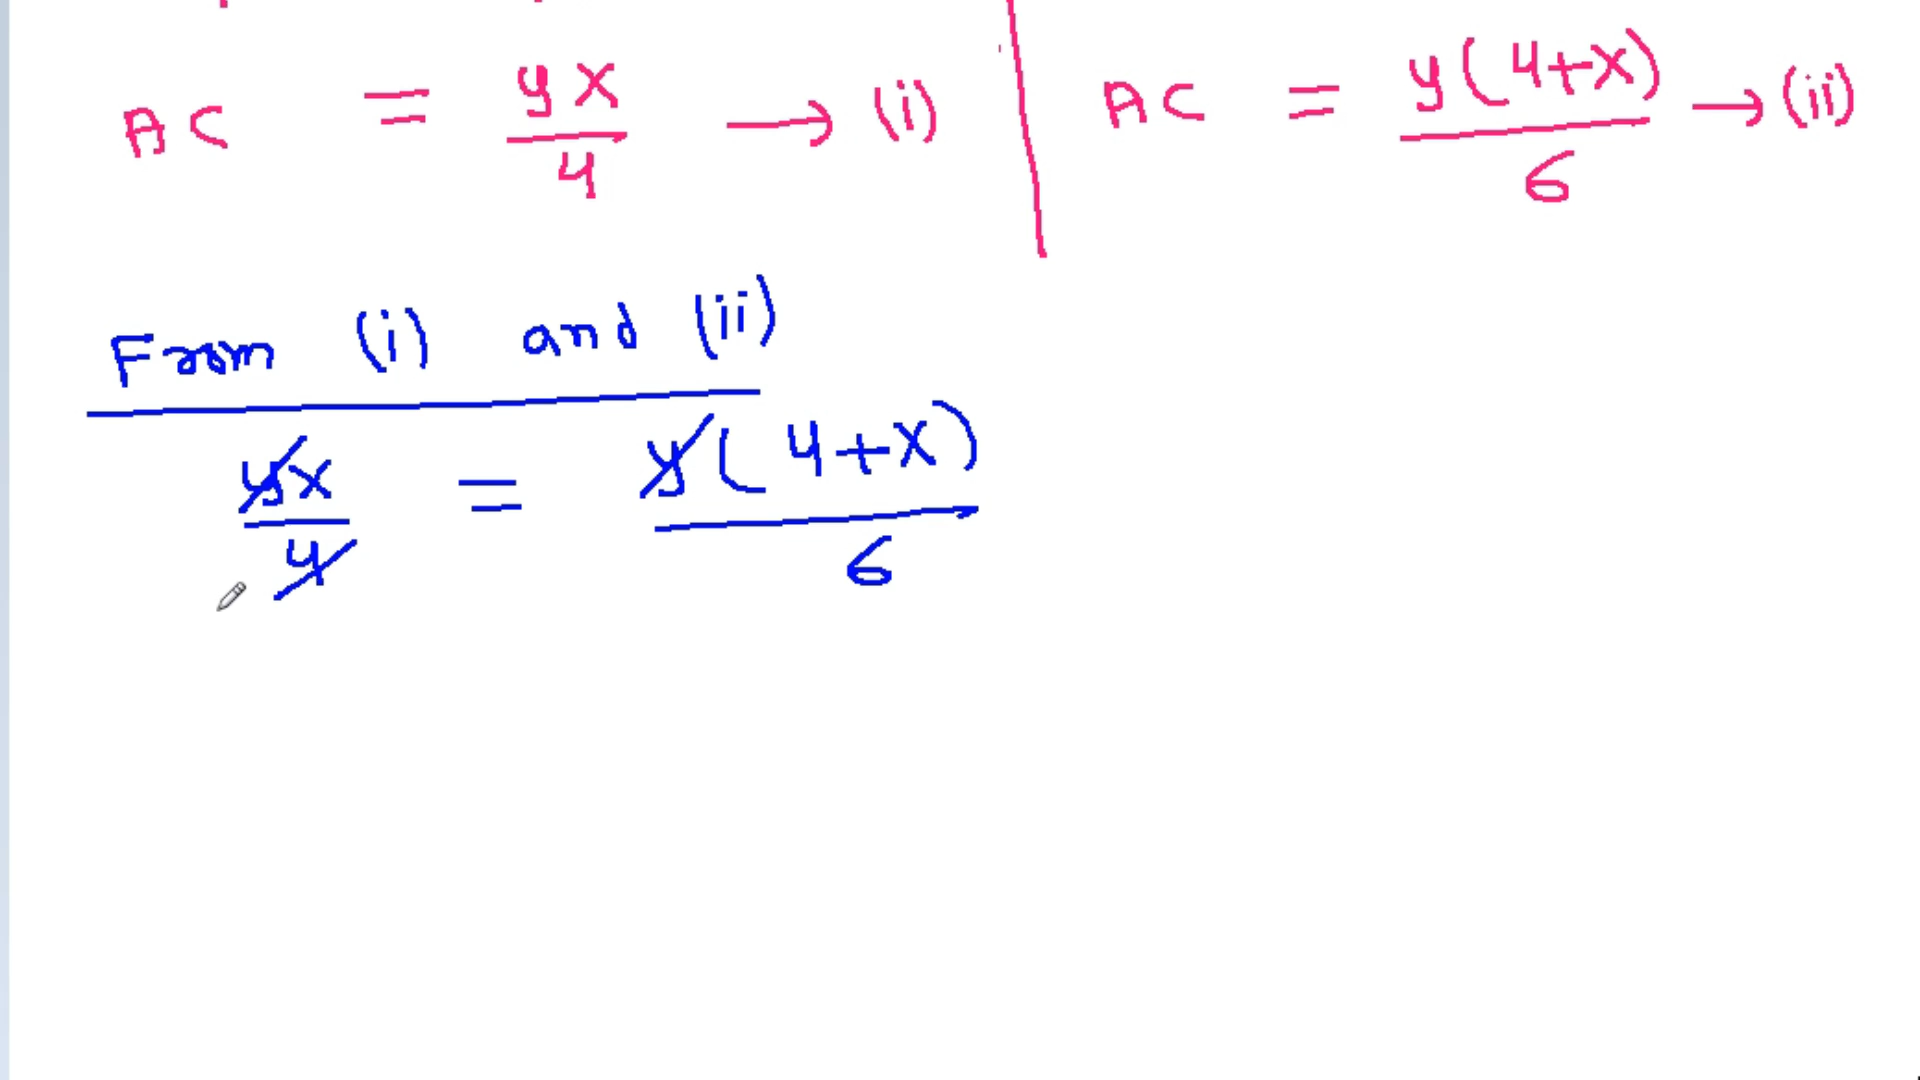 AC = yx/4 → (i)
AC = y(4+x)/6 → (ii)
From (i) and (ii)
yx/4 = y(4+x)/6